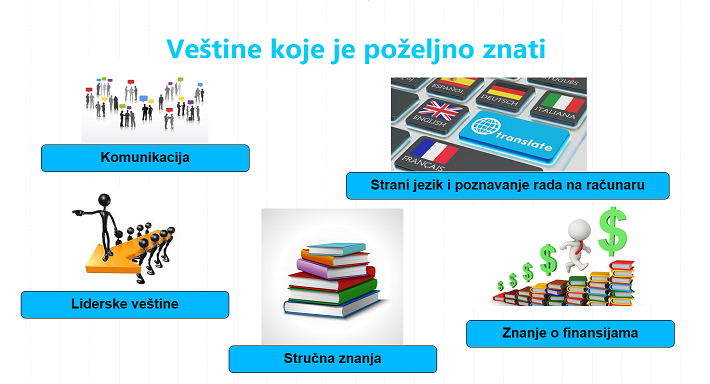 Veštine koje je poželjno znati
Komunikacija
ESPAÑOL
DEUTSCH
ITALIANA
ENGLISH
translate
FRANÇAIS
Strani jezik i poznavanje rada na računaru
Liderske veštine
Stručna znanja
$ $ $ $ $
Znanje o finansijama